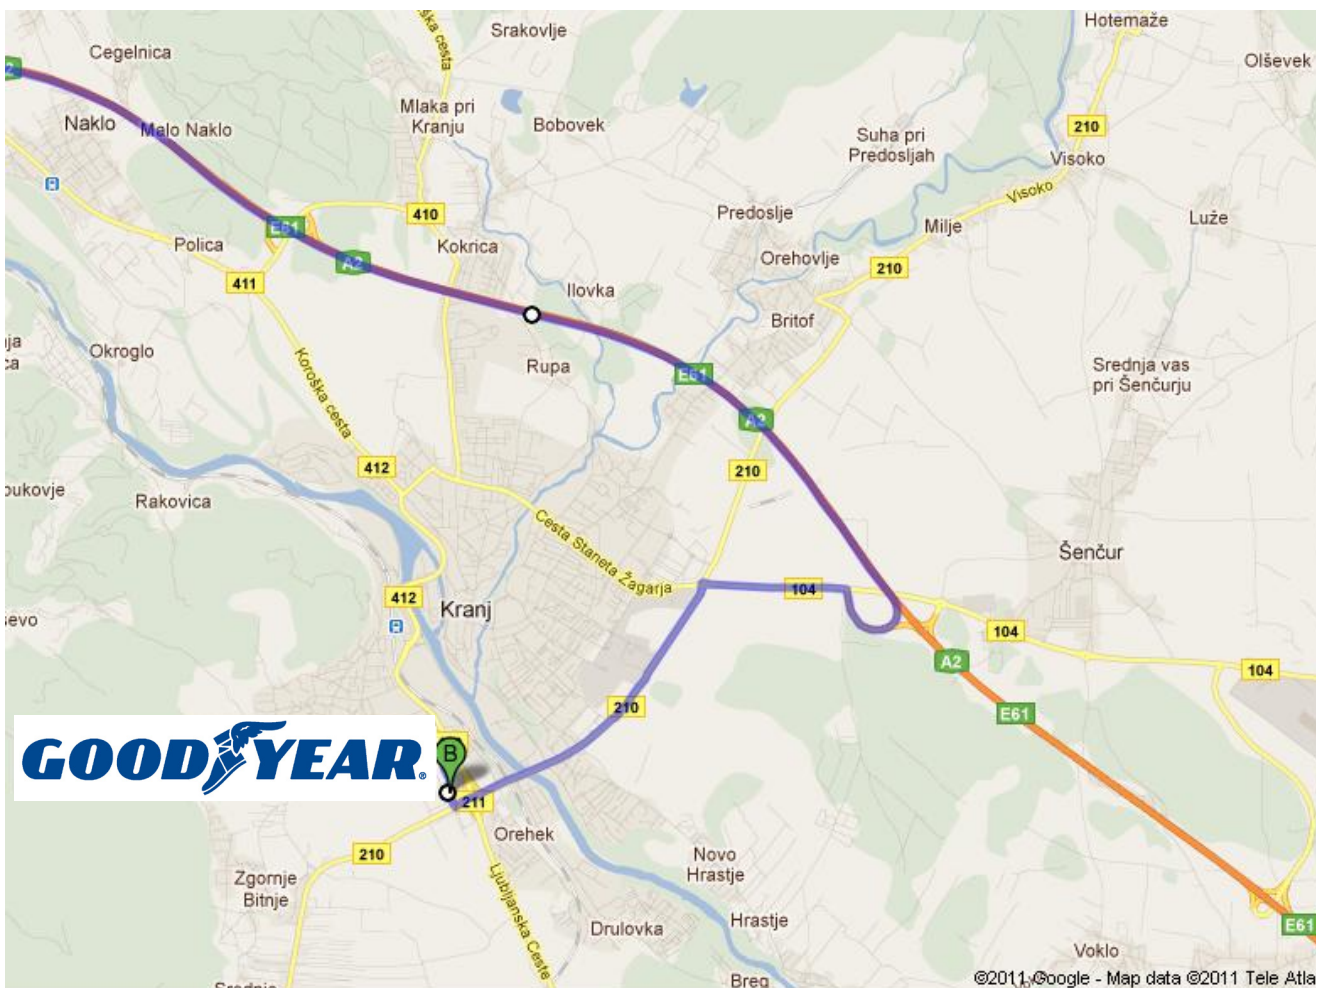 ška cesta
Srakovlje
Hotemaže
Cegelnica
Olševek
2
Mlaka pri
Kranju
Naklo
Malo Naklo
Bobovek
210
Suha pri
Predosljah
Visoko
Visoko
410
Predoslje
Luže
E61
Milje
Polica
Kokrica
A2
Orehovlje
210
411
Ilovka
Britof
Okroglo
Rupa
E61
Srednja vas
pri Šenčurju
Koroška cesta
A2
412
210
Rakovica
Cesta Staneta Žagarja
Šenčur
104
412
Kranj
104
A2
104
210
E61
GOODYEAR
B
211
Orehek
210
Novo
Hrastje
Zgornje
Bitnje
Ljubljanska Ceste
Hrastje
Drulovka
E61
Voklo
Breg
©2011 Google - Map data ©2011 Tele Atla